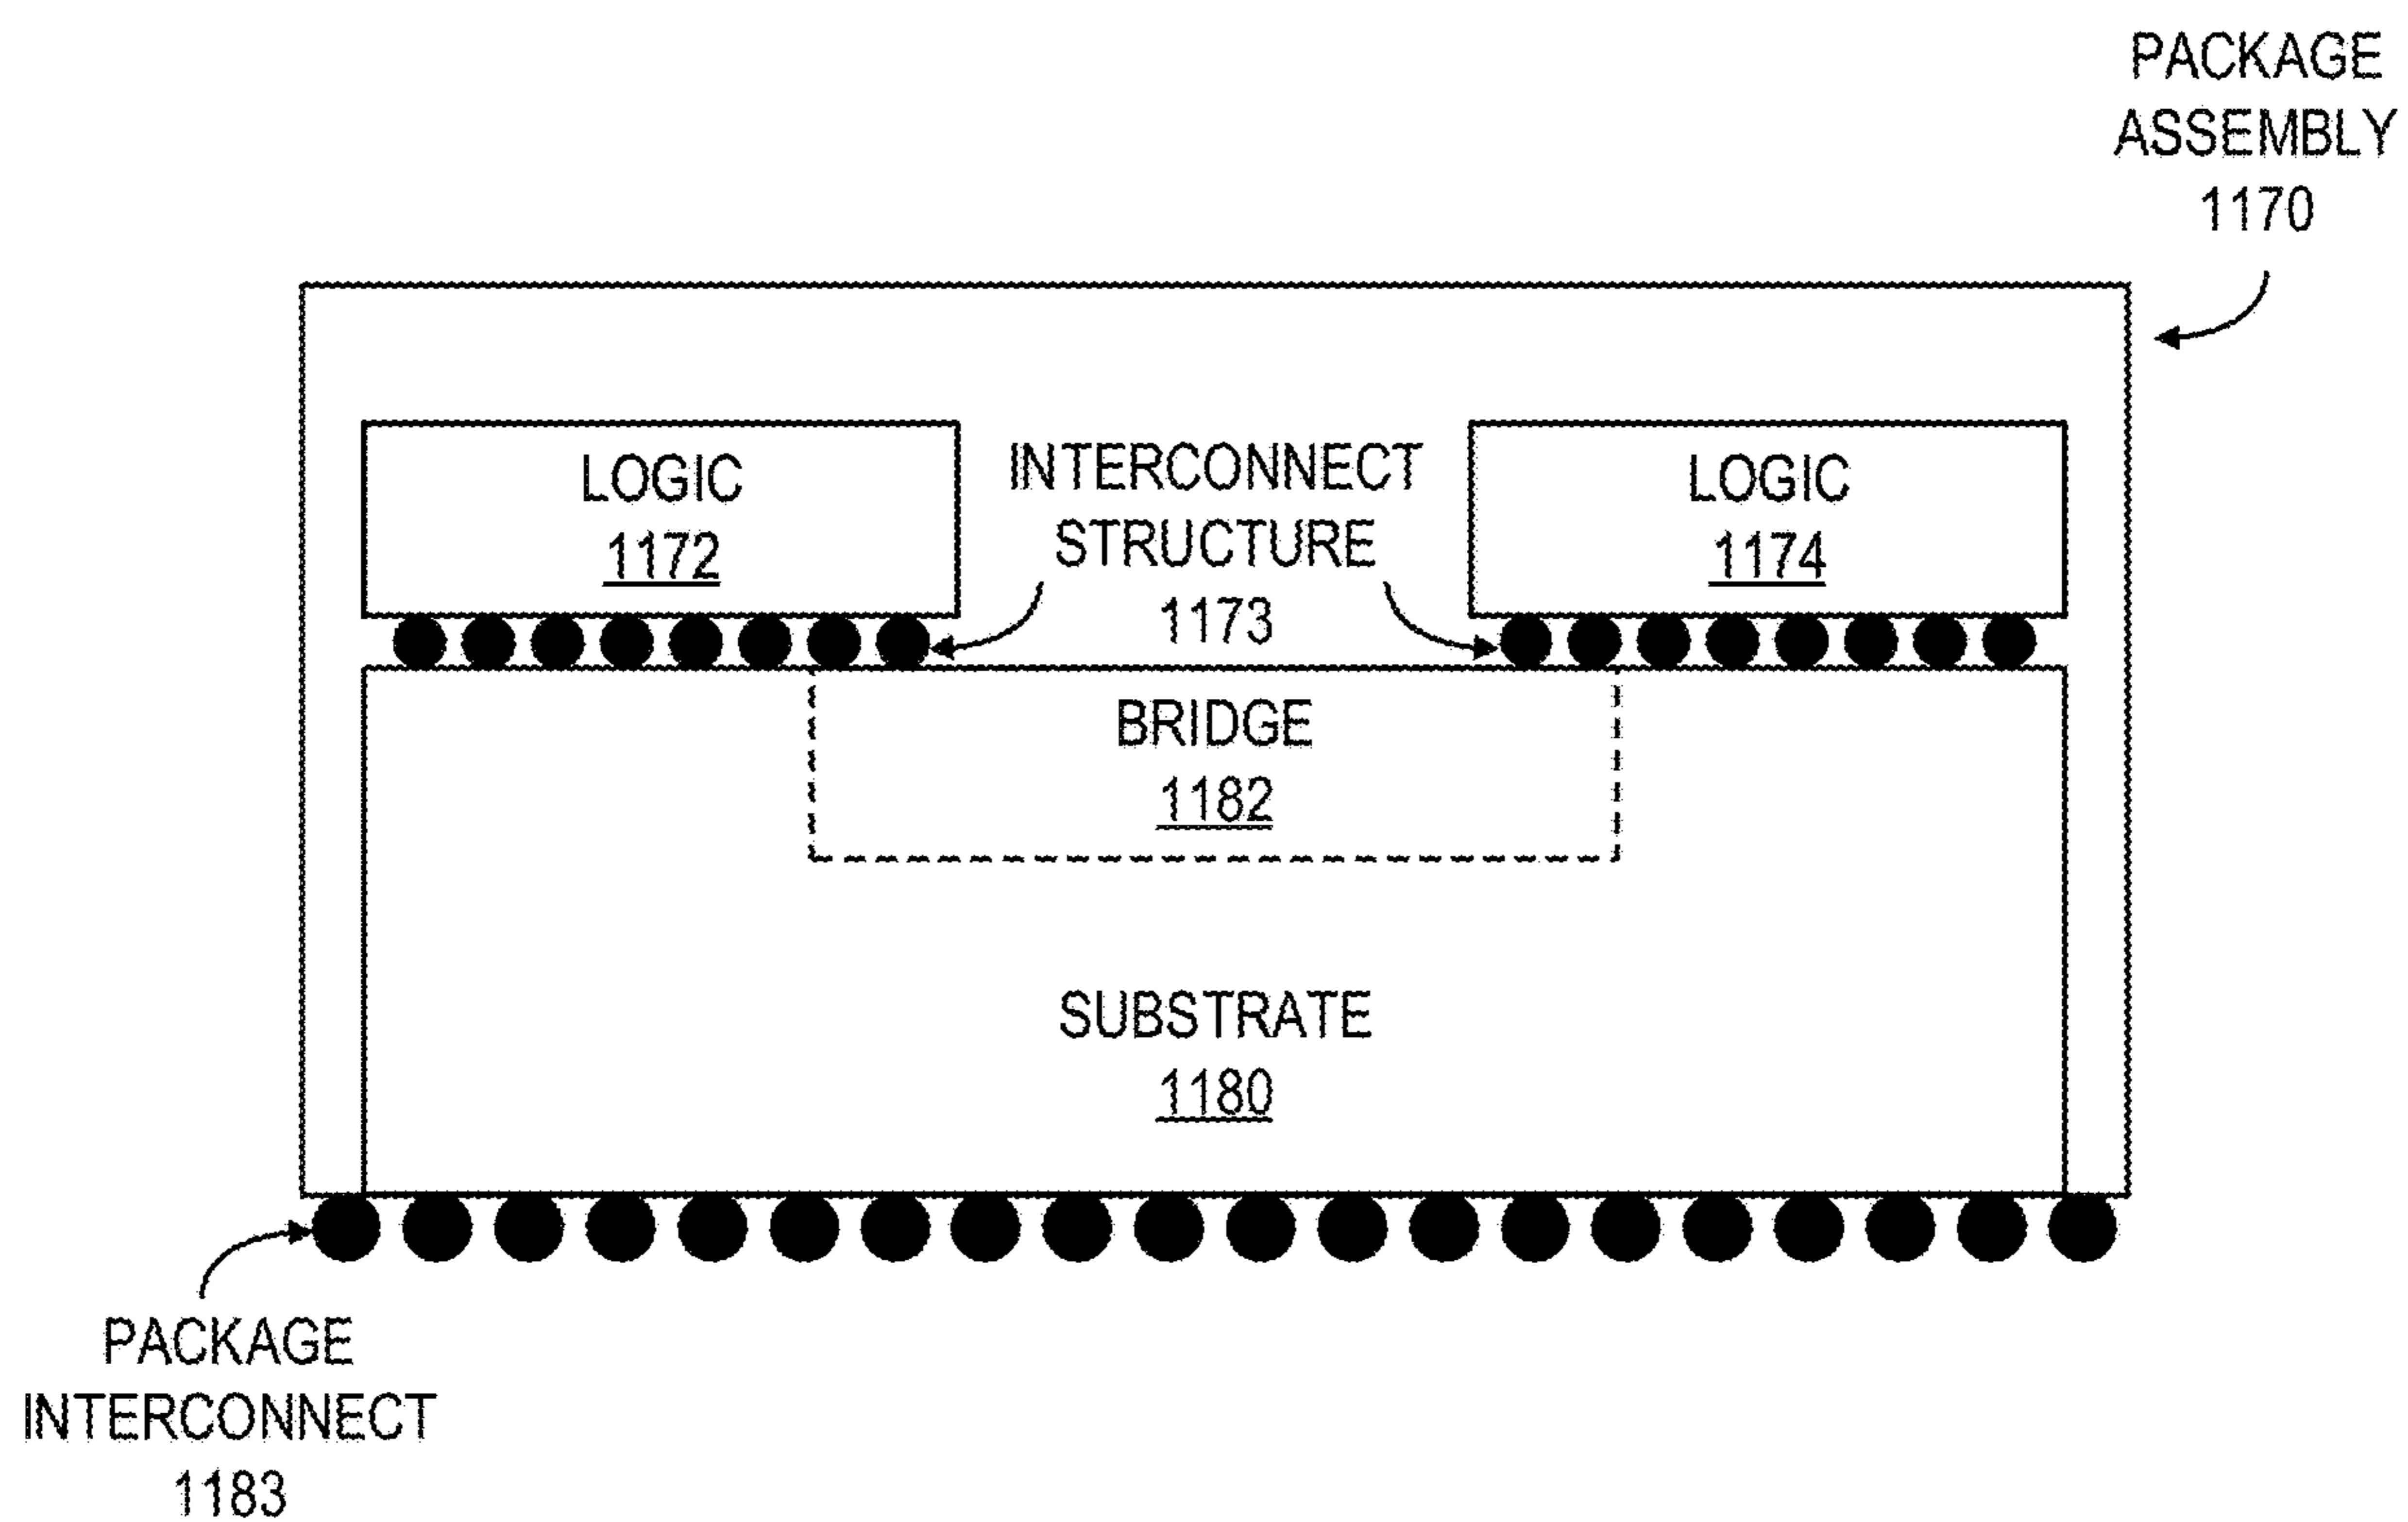 PACKAGE
ASSEMBLY
1170
LOGIC
1172
INTERCONNECT
STRUCTURE
1173
LOGIC
1174
BRIDGE
1182
SUBSTRATE
1180
PACKAGE
INTERCONNECT
1183